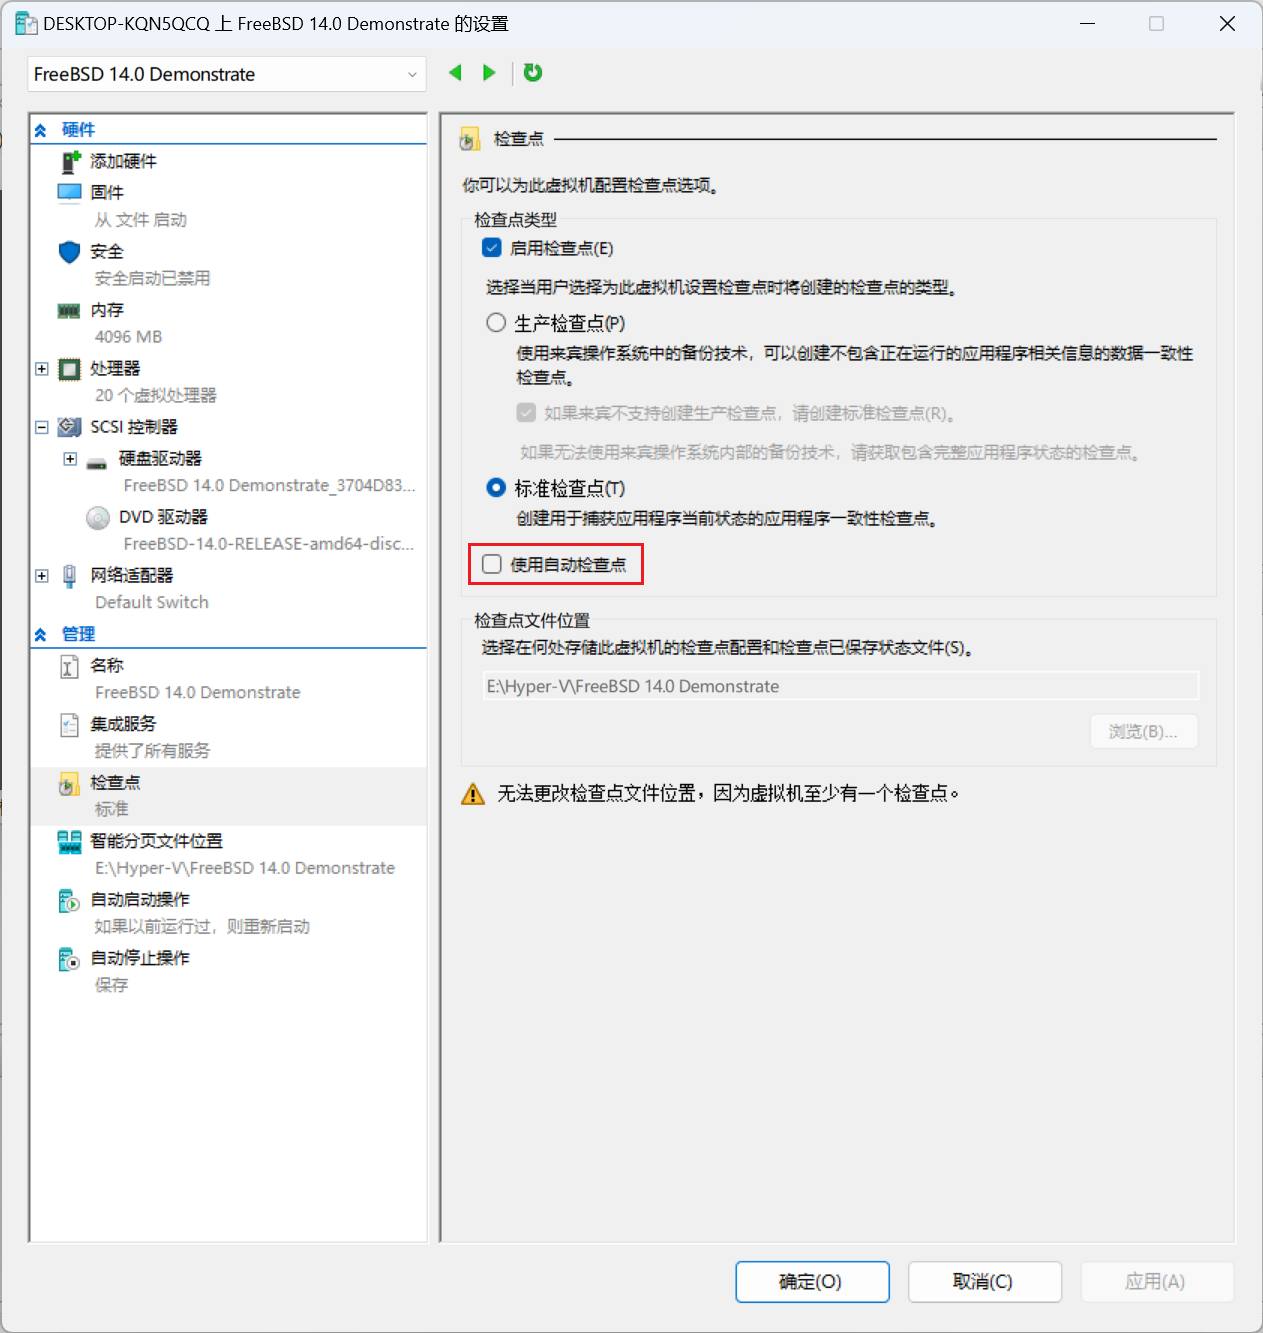 DESKTOP-KQN5QCQ 上 FreeBSD 14.0 Demonstrate 的设置
FreeBSD 14.0 Demonstrate
硬件
添加硬件
固件
从 文件 启动
安全
安全启动已禁用
内存
4096 MB
处理器
20 个虚拟处理器
SCSI 控制器
硬盘驱动器
FreeBSD 14.0 Demonstrate_3704D83...
DVD 驱动器
FreeBSD-14.0-RELEASE-amd64-disc...
网络适配器
Default Switch
管理
名称
FreeBSD 14.0 Demonstrate
集成服务
提供了所有服务
检查点
标准
智能分页文件位置
E:\Hyper-V\FreeBSD 14.0 Demonstrate
自动启动操作
如果以前运行过，则重新启动
自动停止操作
保存
检查点
你可以为此虚拟机配置检查点选项。
检查点类型
启用检查点(E)
选择当用户选择为此虚拟机设置检查点时将创建的检查点的类型。
生产检查点(P)
使用来宾操作系统中的备份技术，可以创建不包含正在运行的应用程序相关信息的数据一致性
检查点。
如果来宾不支持创建生产检查点，请创建标准检查点(R)。
如果无法使用来宾操作系统内部的备份技术，请获取包含完整应用程序状态的检查点。
标准检查点(T)
创建用于捕获应用程序当前状态的应用程序一致性检查点。
使用自动检查点
检查点文件位置
选择在何处存储此虚拟机的检查点配置和检查点已保存状态文件(S)。
E:\Hyper-V\FreeBSD 14.0 Demonstrate
浏览(B)...
无法更改检查点文件位置，因为虚拟机至少有一个检查点。
确定(O)
取消(C)
应用(A)